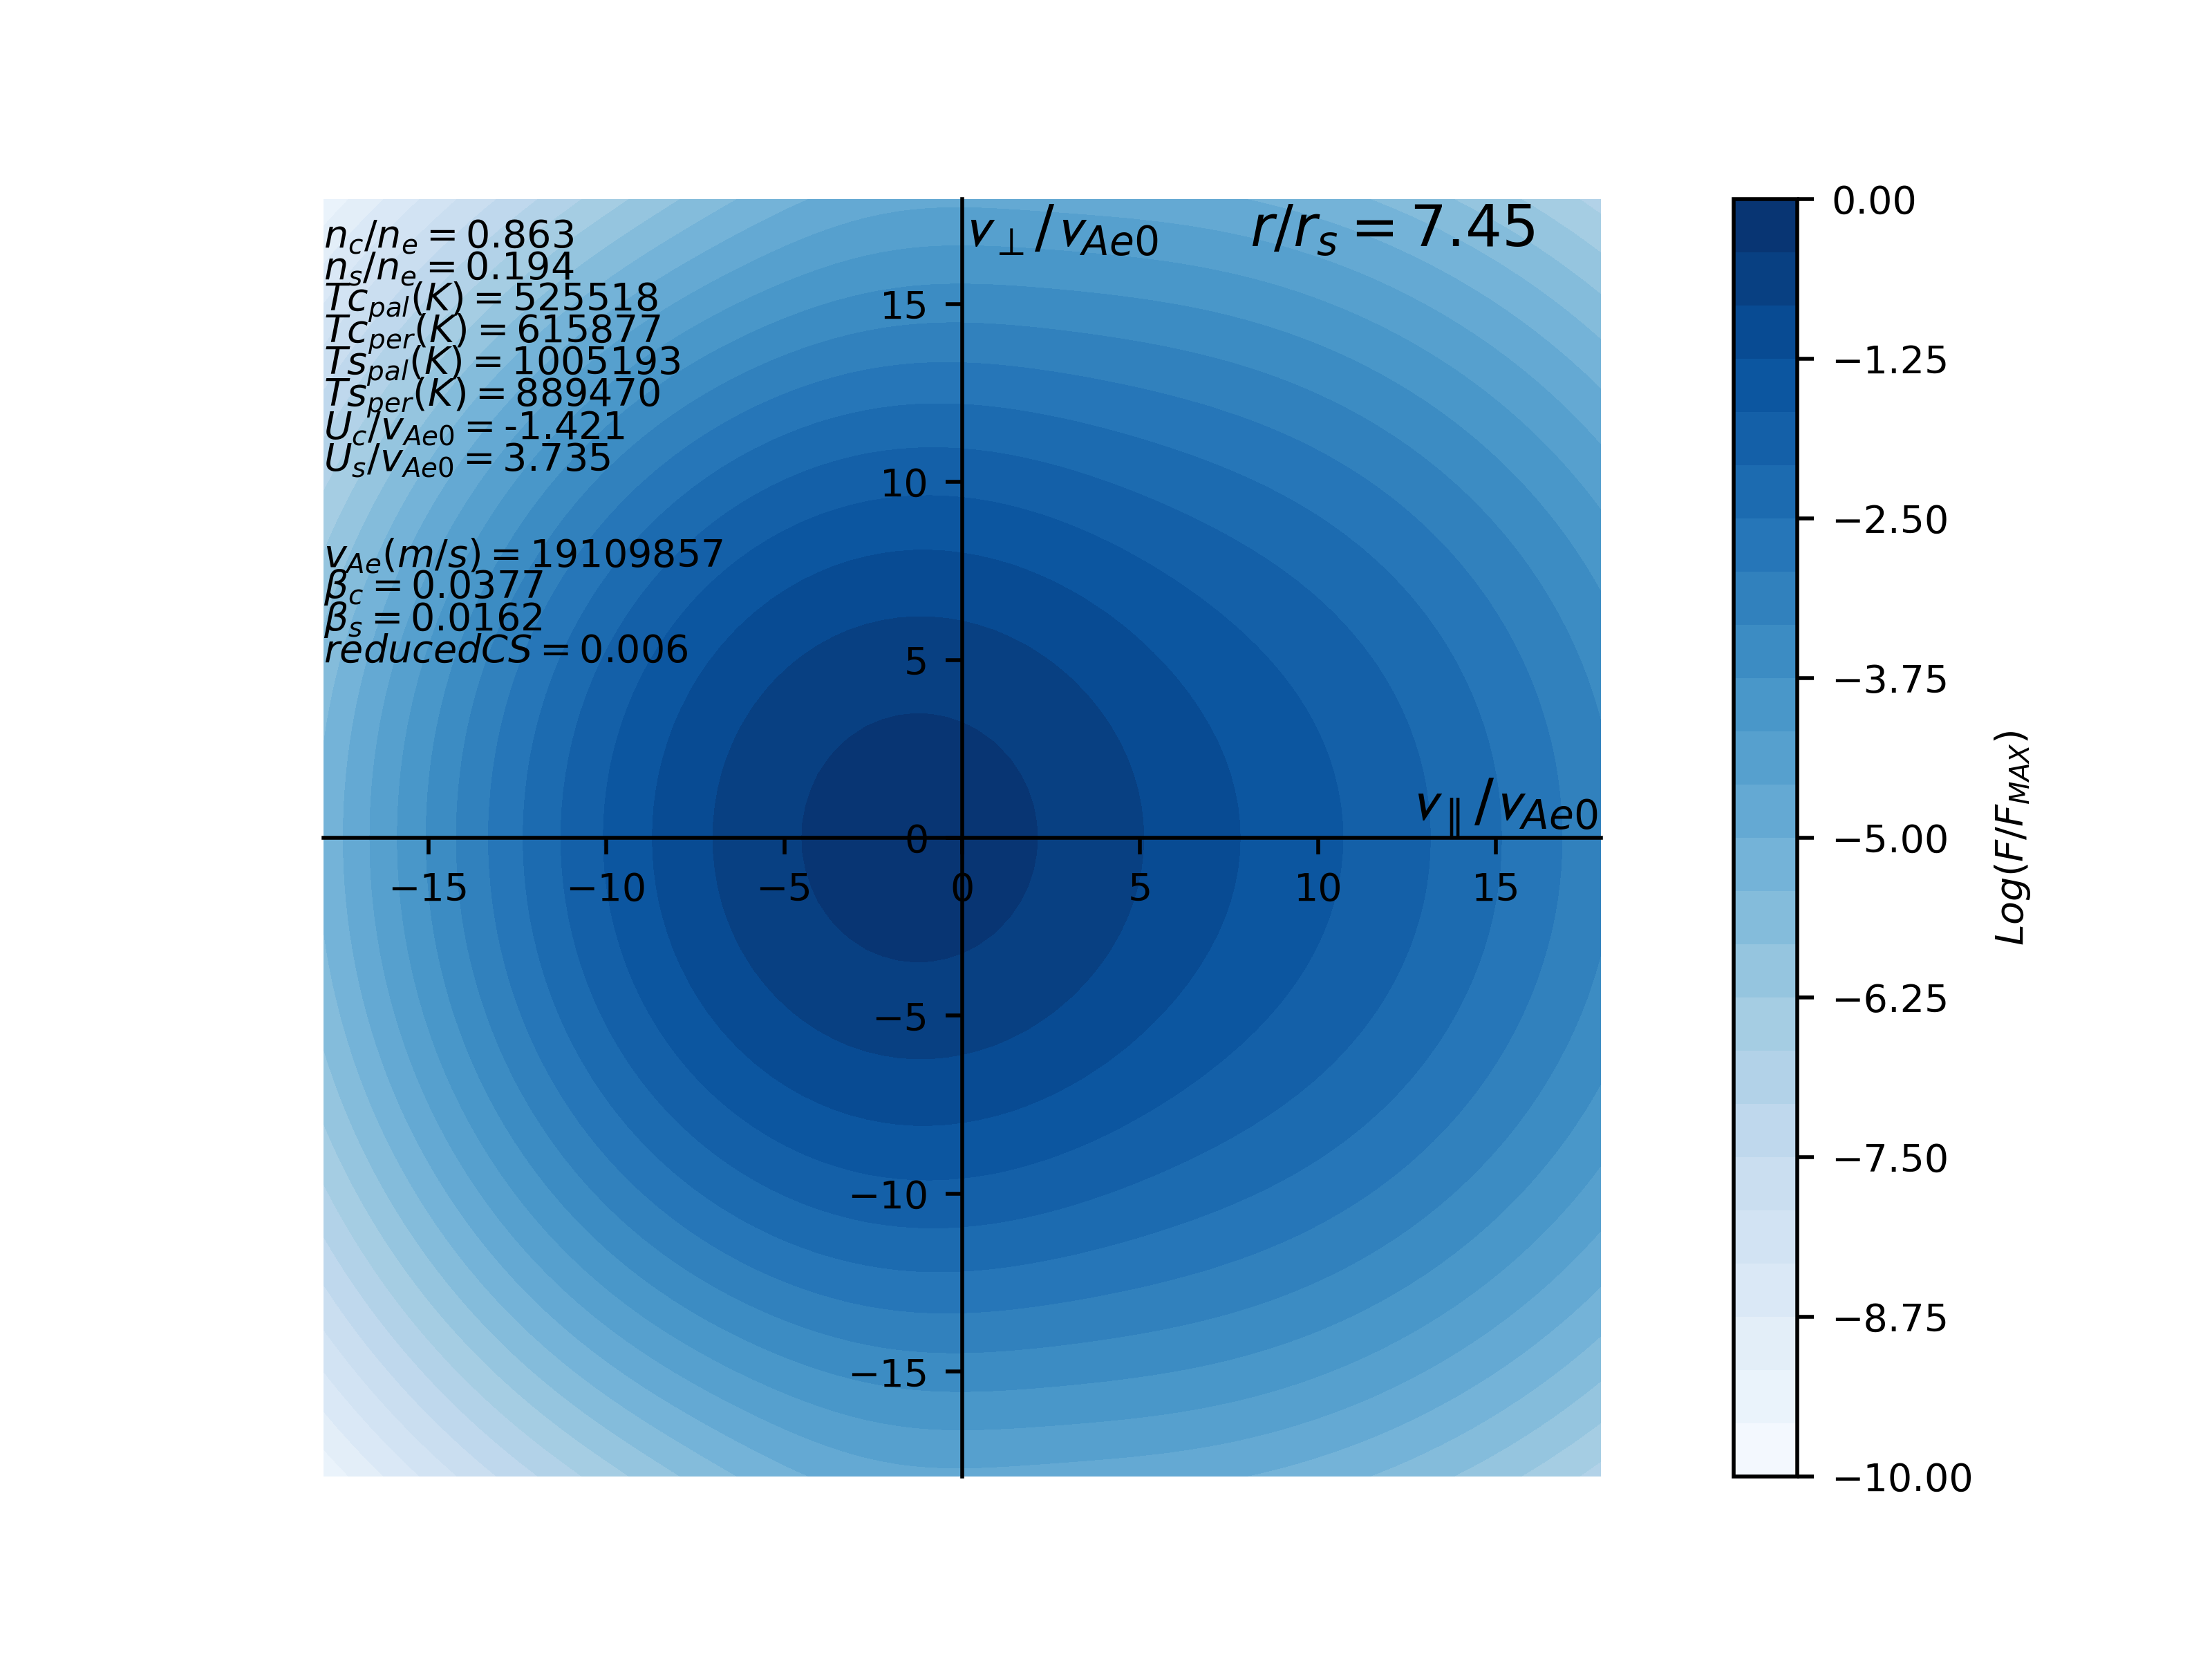 n_c/n_e = 0.863
n_s/n_e = 0.194
Tc_pal(K) = 525518
Tc_per(K) = 615877
Ts_pal(K) = 1005193
Ts_per(K) = 889470
U_c/v_Ae0 = -1.421
U_s/v_Ae0 = 3.735
v_Ae(m/s) = 19109857
β_c = 0.0377
β_s = 0.0162
reducedCS = 0.006
v_⊥/v_Ae0
r/r_s = 7.45
15
10
5
0
−5
−10
−15
v_∥/v_Ae0
−15 −10 −5 0 5 10 15
0.00
−1.25
−2.50
−3.75
−5.00
−6.25
−7.50
−8.75
−10.00
Log(F/F_MAX)